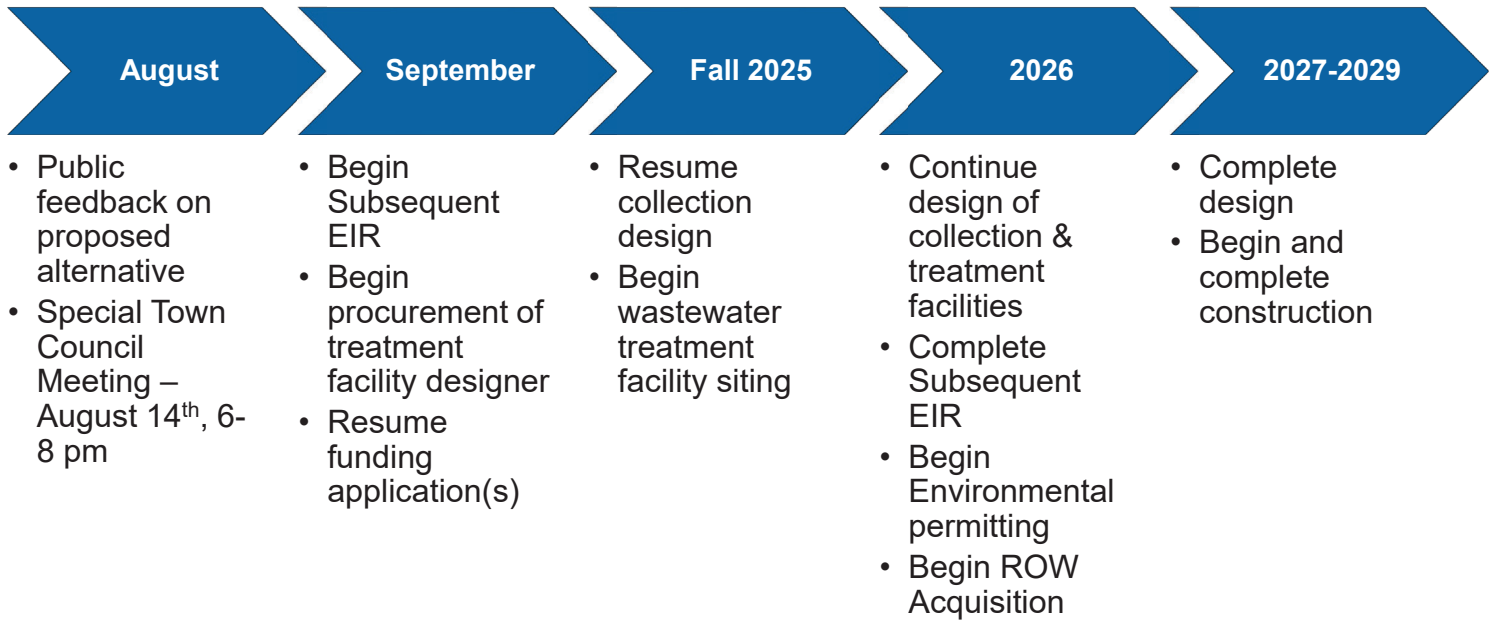 August
September
Fall 2025
2026
2027-2029
• Public
feedback on
proposed
alternative
• Special Town
Council
Meeting –
August 14th, 6-
8 pm
• Begin
Subsequent
EIR
• Begin
procurement of
treatment
facility designer
• Resume
funding
application(s)
• Resume
collection
design
• Begin
wastewater
treatment
facility siting
• Continue
design of
collection &
treatment
facilities
• Complete
Subsequent
EIR
• Begin
Environmental
permitting
• Begin ROW
Acquisition
• Complete
design
• Begin and
complete
construction